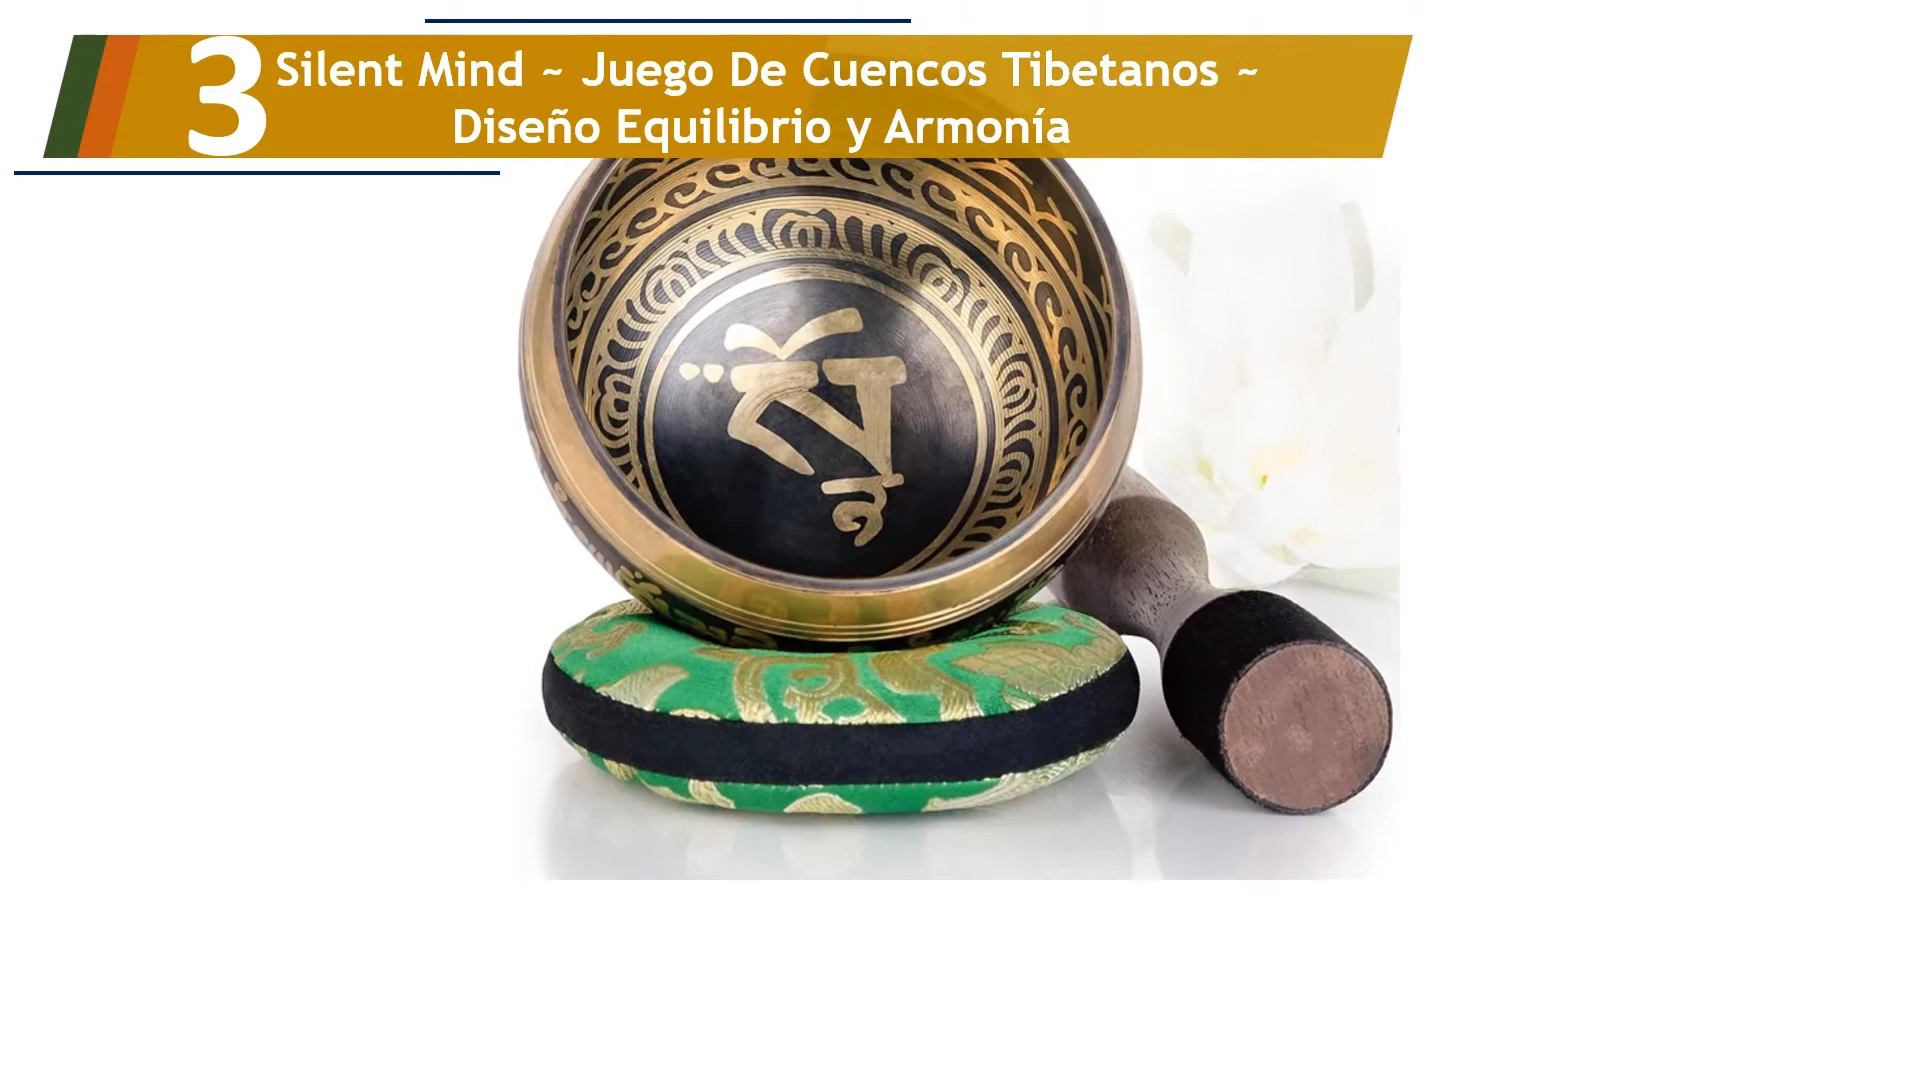 3
Silent Mind ~ Juego De Cuencos Tibetanos ~
Diseño Equilibrio y Armonía